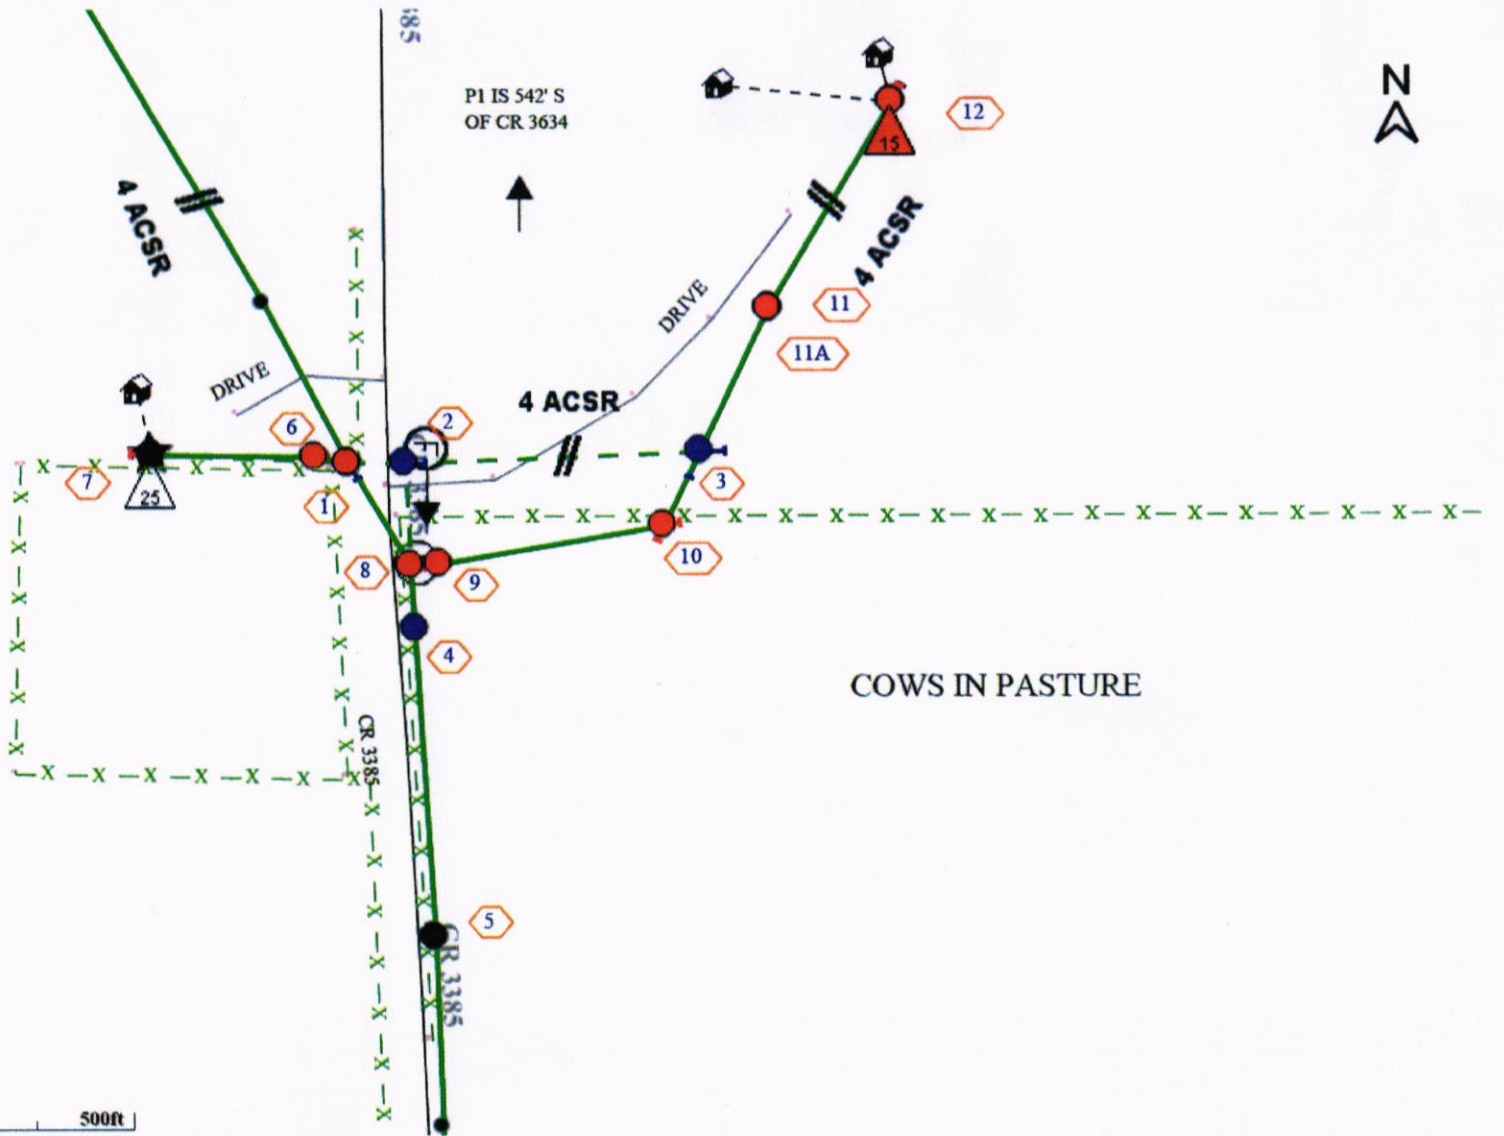 385
P1 IS 542' S
OF CR 3634
N
12
15
4 ACSR
4 ACSR
11
DRIVE
11A
DRIVE
4 ACSR
2
6
F
7
25
1
3
10
8
9
4
COWS IN PASTURE
CR 3385
5
CR 3385
500ft